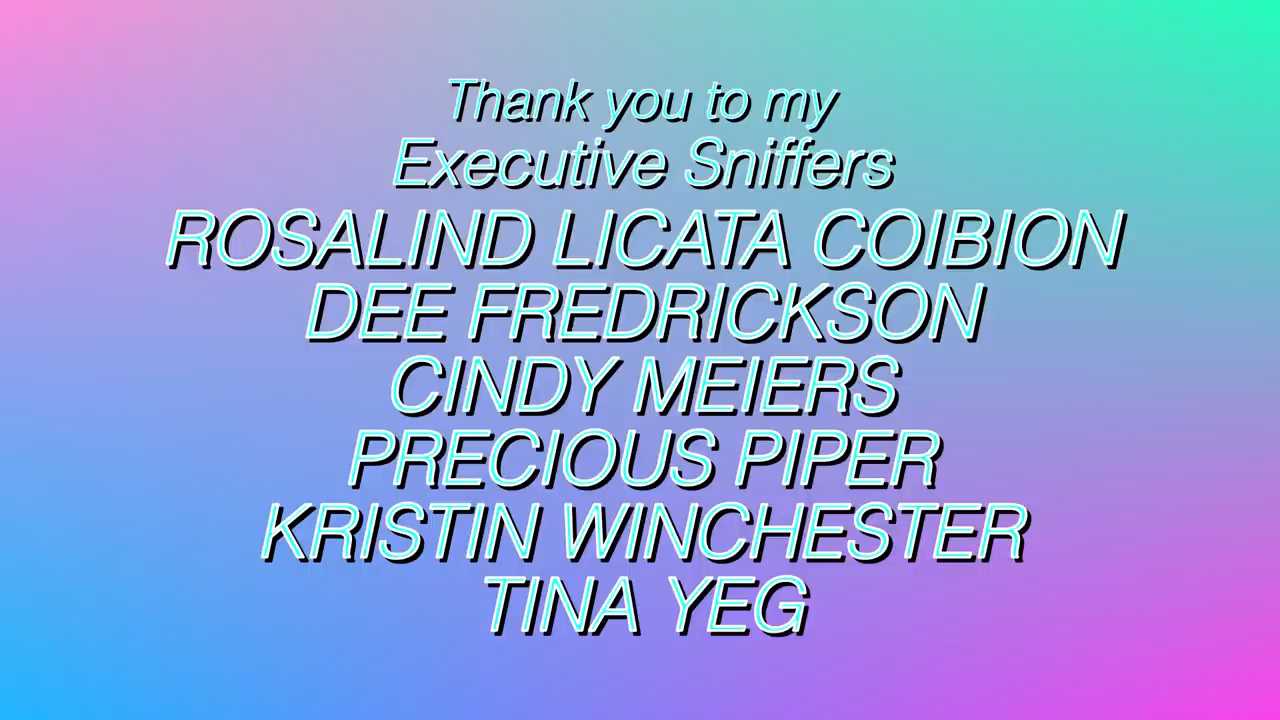 Thank you to my
Executive Sniffers
ROSALIND LICATA COIBION
DEE FREDRICKSON
CINDY MEIERS
PRECIOUS PIPER
KRISTIN WINCHESTER
TINA YEG